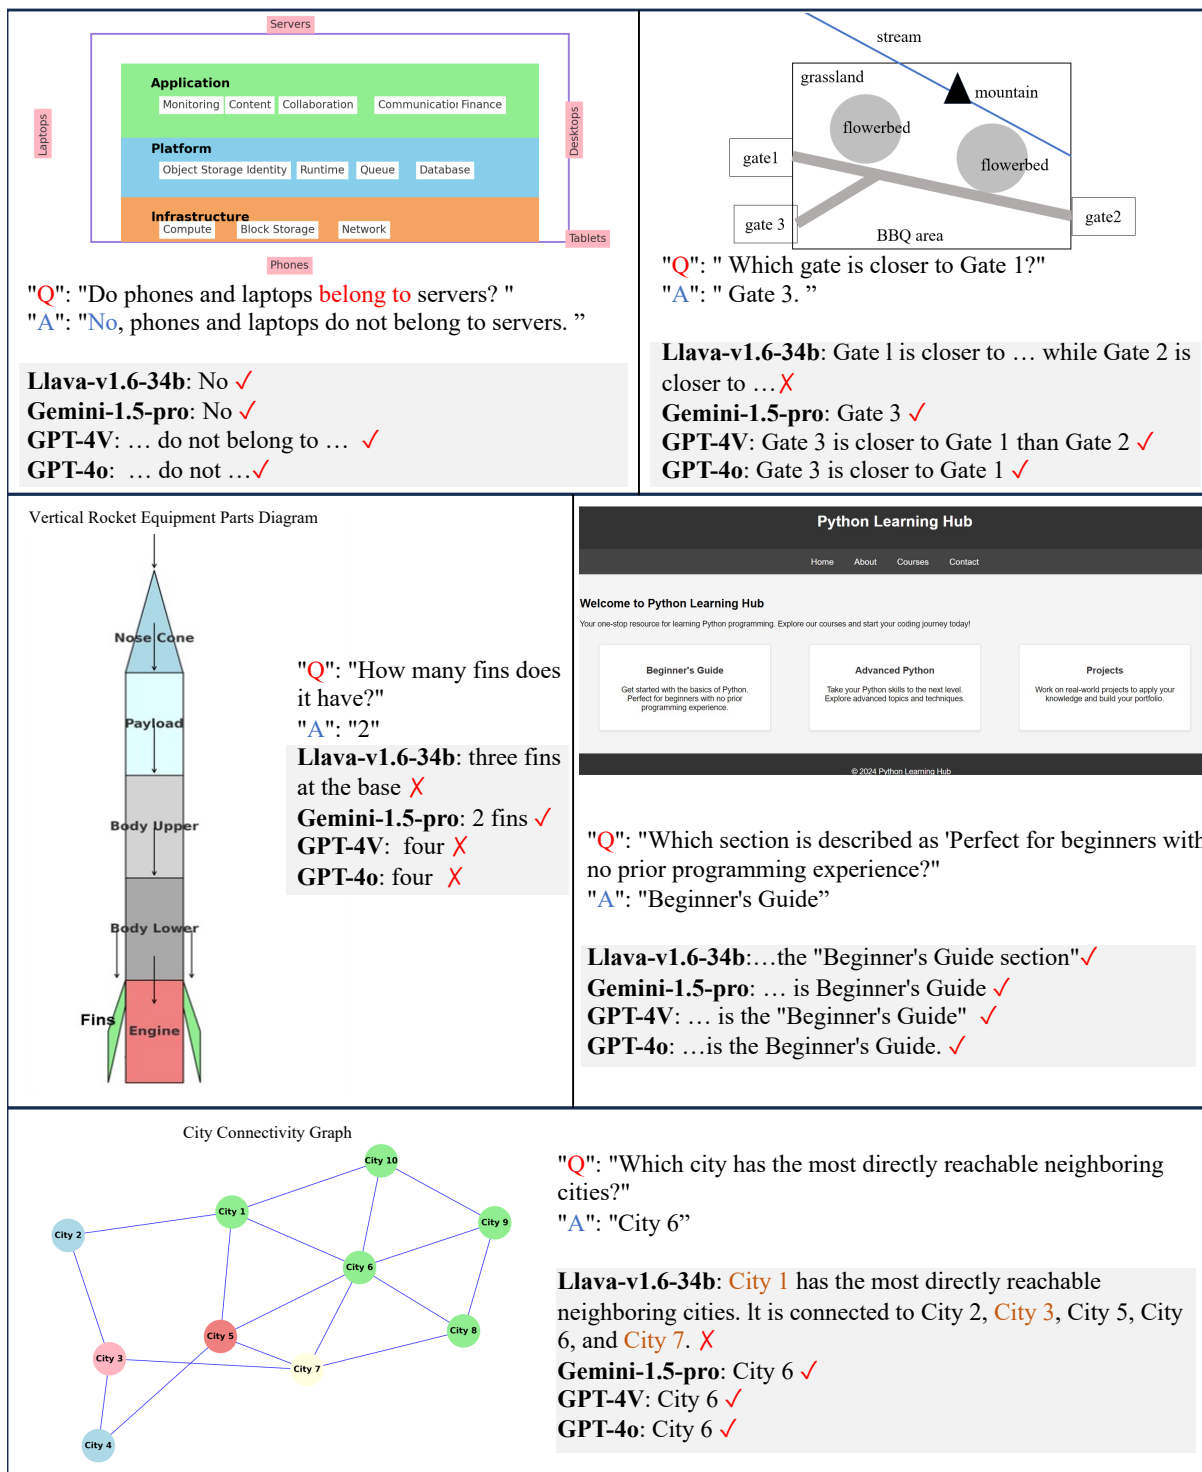 Servers
Laptops
Desktops
Application
Monitoring Content Collaboration Communication Finance
Platform
Object Storage Identity Runtime Queue Database
Infrastructure
Compute Block Storage Network
Tablets
Phones
"Q": "Do phones and laptops belong to servers? "
"A": "No, phones and laptops do not belong to servers. ”
Llava-v1.6-34b: No ✓
Gemini-1.5-pro: No ✓
GPT-4V: … do not belong to … ✓
GPT-4o: … do not …✓
stream
grassland
mountain
flowerbed
gate1
flowerbed
gate 3
gate2
BBQ area
"Q": " Which gate is closer to Gate 1?"
"A": " Gate 3. ”
Llava-v1.6-34b: Gate l is closer to … while Gate 2 is
closer to …✗
Gemini-1.5-pro: Gate 3 ✓
GPT-4V: Gate 3 is closer to Gate 1 than Gate 2 ✓
GPT-4o: Gate 3 is closer to Gate 1 ✓
Vertical Rocket Equipment Parts Diagram
Nose Cone
Payload
Body Upper
Body Lower
Fins
Engine
"Q": "How many fins does
it have?"
"A": "2"
Llava-v1.6-34b: three fins
at the base ✗
Gemini-1.5-pro: 2 fins ✓
GPT-4V: four ✗
GPT-4o: four ✗
Python Learning Hub
Home About Courses Contact
Welcome to Python Learning Hub
Your one-stop resource for learning Python programming. Explore our courses and start your coding journey today!
Beginner's Guide
Get started with the basics of Python.
Perfect for beginners with no prior
programming experience.
Advanced Python
Take your Python skills to the next level.
Explore advanced topics and techniques.
Projects
Work on real-world projects to apply your
knowledge and build your portfolio.
© 2024 Python Learning Hub
"Q": "Which section is described as 'Perfect for beginners with
no prior programming experience?"
"A": "Beginner's Guide”
Llava-v1.6-34b:…the "Beginner's Guide section"✓
Gemini-1.5-pro: … is Beginner's Guide ✓
GPT-4V: … is the "Beginner's Guide" ✓
GPT-4o: …is the Beginner's Guide. ✓
City Connectivity Graph
City 10
City 1
City 9
City 2
City 6
City 8
City 5
City 3
City 7
City 4
"Q": "Which city has the most directly reachable neighboring
cities?"
"A": "City 6”
Llava-v1.6-34b: City 1 has the most directly reachable
neighboring cities. lt is connected to City 2, City 3, City 5, City
6, and City 7. ✗
Gemini-1.5-pro: City 6 ✓
GPT-4V: City 6 ✓
GPT-4o: City 6 ✓